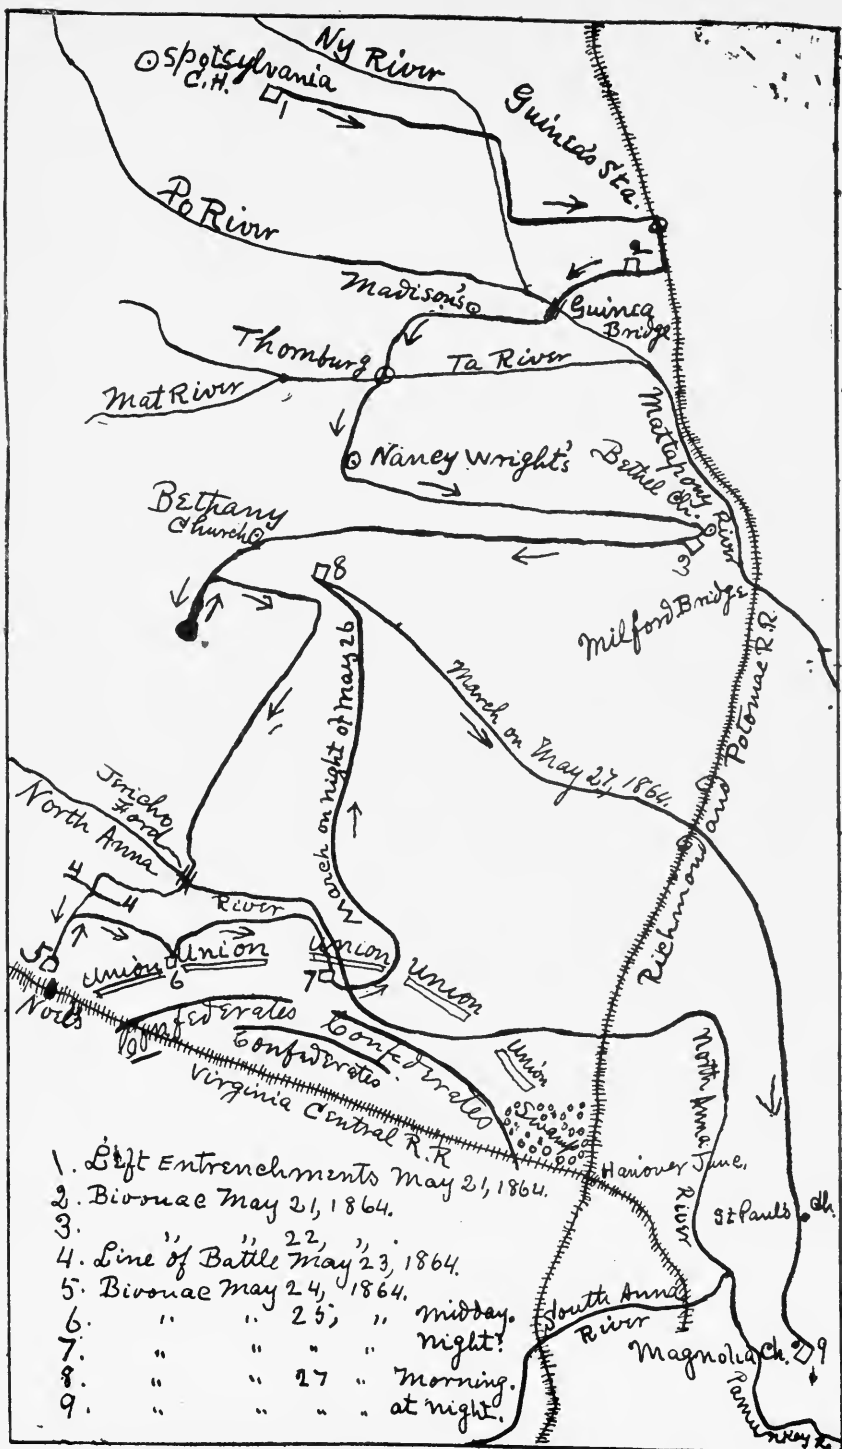 Ny River
Spotsylvania
C.H.
1
Guinea's Sta.
Po River
2
Madison's
Guinea
Bridge
Thornburg
Ta River
Mat River
Mattapony River
Nancy Wright's
Bethel Ch.
Bethany
Church
3
8
Milford Bridge
March on night of May 26
March on May 27, 1864.
Richmond and Potomac R.R
Jericho
Ford
North Anna
River
4
4
5
Union
6
Union
Union
7
Union
Noel's
Confederates
Confederates
Confederates
Union
Swamp
Virginia Central R.R
North Anna
River
Hanover Junc.
St Paul's Ch.
1. Left Entrenchments May 21, 1864.
2. Bivouac May 21, 1864.
3. " " 22, " .
4. Line of Battle May 23, 1864.
5. Bivouac May 24, 1864.
6. " " 25, " Midday.
7. " " " " Night.
8. " " 27 " Morning.
9. " " " " at night.
South Anna
River
Magnolia Ch. 9
Pamunkey